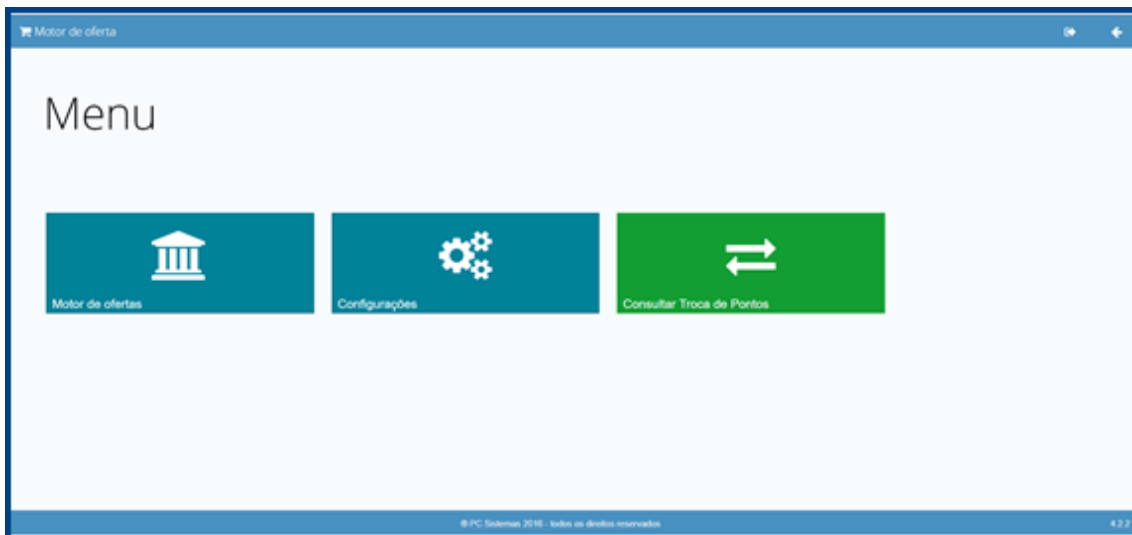 Motor de oferta
Menu
Motor de ofertas
Configurações
Consultar Troca de Pontos
® PC Sistemas 2016 - todos os direitos reservados
4.2.2